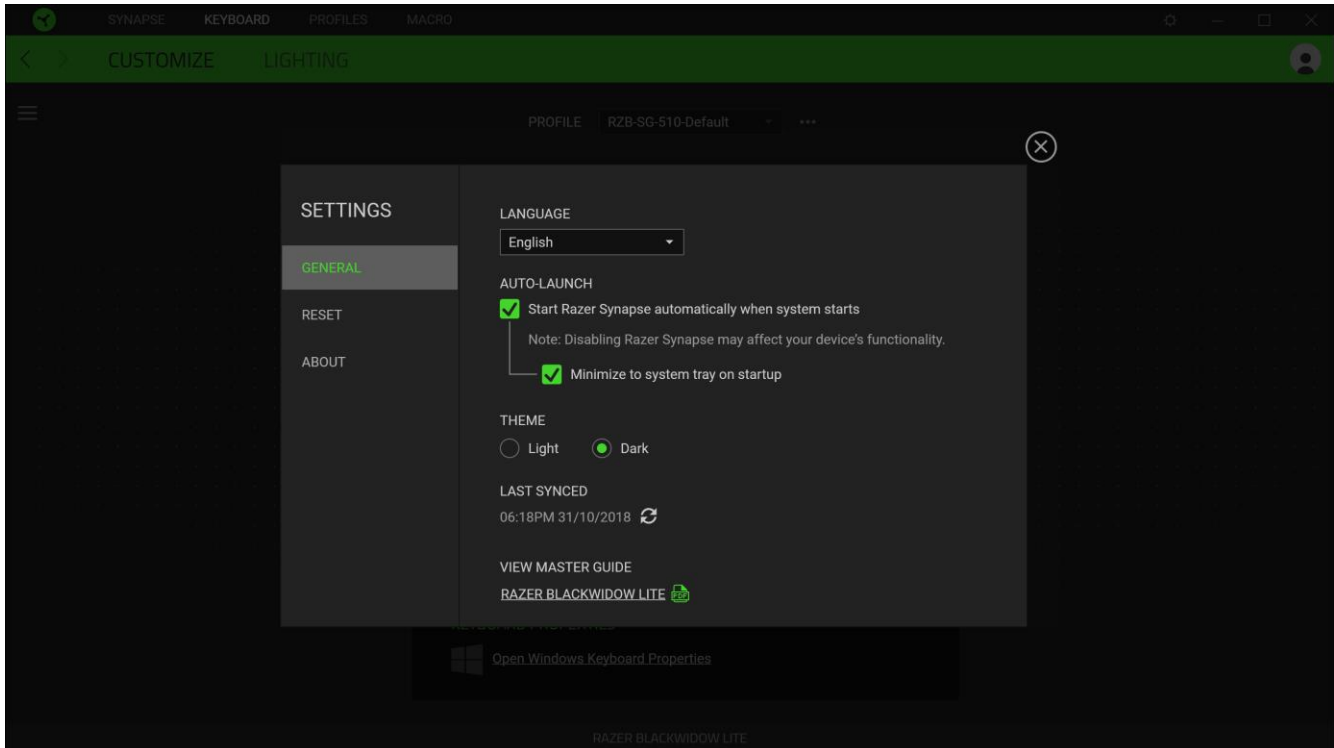 SYNAPSE KEYBOARD PROFILES MACRO
CUSTOMIZE LIGHTING
PROFILE RZB-SG-510-Default
SETTINGS
GENERAL
RESET
ABOUT
LANGUAGE
English
AUTO-LAUNCH
Start Razer Synapse automatically when system starts
Note: Disabling Razer Synapse may affect your device's functionality.
Minimize to system tray on startup
THEME
Light Dark
LAST SYNCED
06:18PM 31/10/2018
VIEW MASTER GUIDE
RAZER BLACKWIDOW LITE PDF
Open Windows Keyboard Properties
RAZER BLACKWIDOW LITE